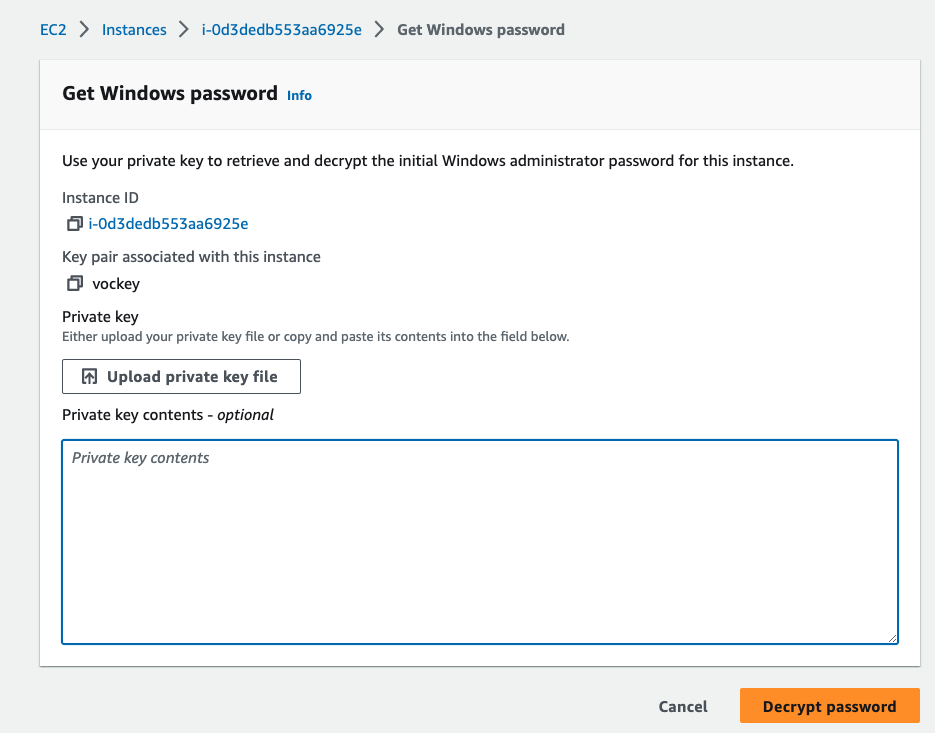 EC2 > Instances > i-0d3dedb553aa6925e > Get Windows password
Get Windows password Info
Use your private key to retrieve and decrypt the initial Windows administrator password for this instance.
Instance ID
i-0d3dedb553aa6925e
Key pair associated with this instance
vockey
Private key
Either upload your private key file or copy and paste its contents into the field below.
Upload private key file
Private key contents - optional
Private key contents
Cancel Decrypt password